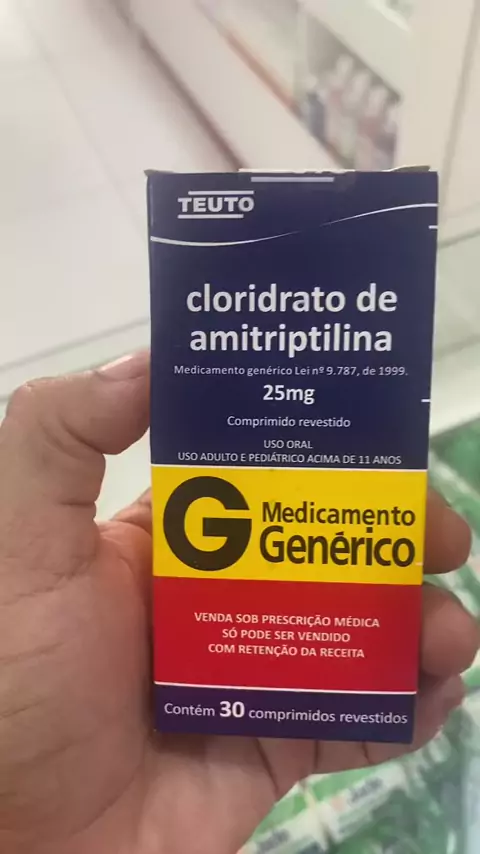 TEUTO
cloridrato de
amitriptilina
Medicamento genérico Lei nº 9.787, de 1999.
25mg
Comprimido revestido
USO ORAL
USO ADULTO E PEDIÁTRICO ACIMA DE 11 ANOS
G Medicamento
Genérico
VENDA SOB PRESCRIÇÃO MÉDICA
SÓ PODE SER VENDIDO
COM RETENÇÃO DA RECEITA
Contém 30 comprimidos revestidos